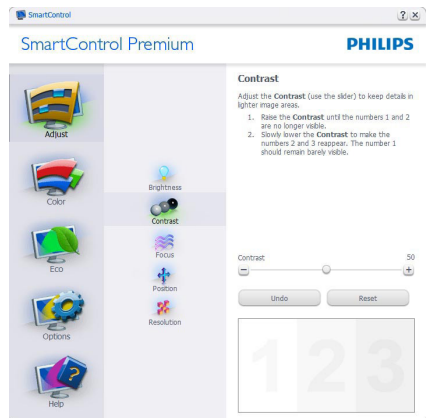 SmartControl
SmartControl Premium
PHILIPS
Adjust
Color
Eco
Options
Help
Brightness
Contrast
Focus
Position
Resolution
Contrast
Adjust the Contrast (use the slider) to keep details in
lighter image areas.
1. Raise the Contrast until the numbers 1 and 2
are no longer visible.
2. Slowly lower the Contrast to make the
numbers 2 and 3 reappear. The number 1
should remain barely visible.
Contrast 50
Undo Reset
1 2 3